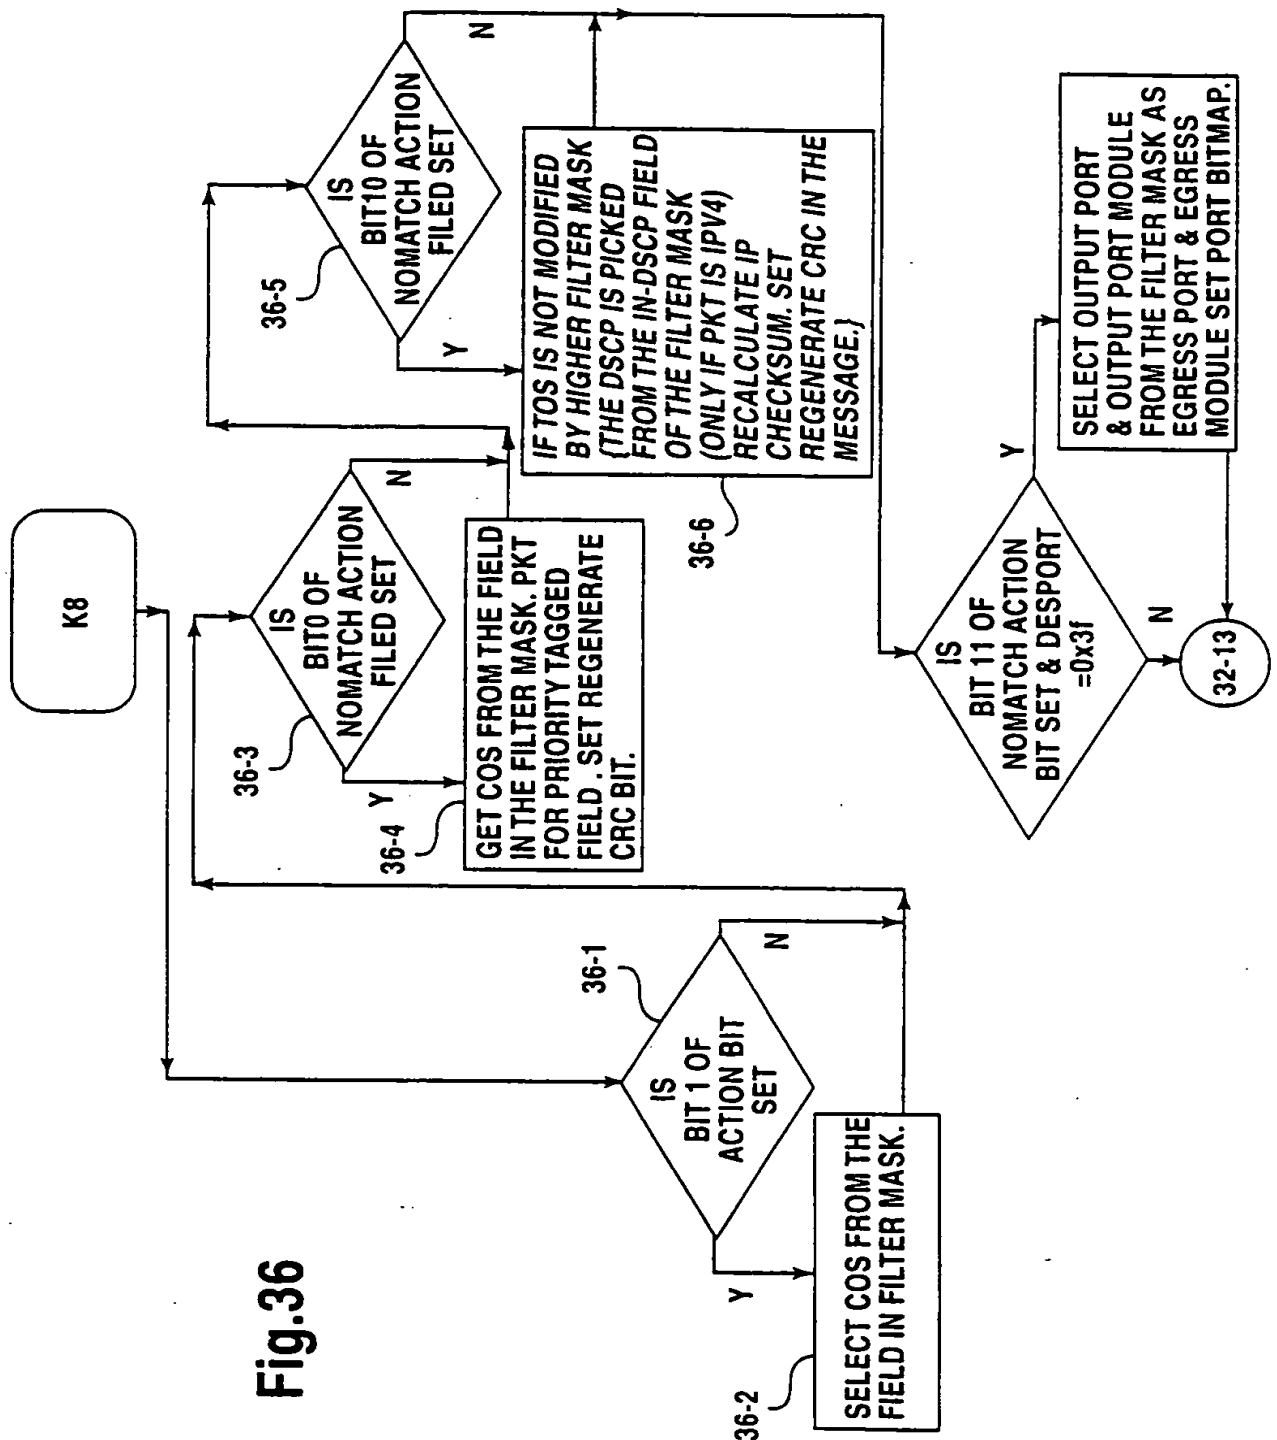 Fig.36
K8
36-1
IS
BIT 1 OF
ACTION BIT
SET
Y
N
36-2
SELECT COS FROM THE
FIELD IN FILTER MASK.
36-3
IS
BIT0 OF
NOMATCH ACTION
FILED SET
Y
N
36-4
GET COS FROM THE FIELD
IN THE FILTER MASK. PKT
FOR PRIORITY TAGGED
FIELD . SET REGENERATE
CRC BIT.
36-5
IS
BIT10 OF
NOMATCH ACTION
FILED SET
Y
N
36-6
IF TOS IS NOT MODIFIED
BY HIGHER FILTER MASK
{THE DSCP IS PICKED
FROM THE IN-DSCP FIELD
OF THE FILTER MASK
(ONLY IF PKT IS IPV4)
RECALCULATE IP
CHECKSUM. SET
REGENERATE CRC IN THE
MESSAGE.}
IS
BIT 11 OF
NOMATCH ACTION
BIT SET & DESPORT
=0x3f
Y
N
SELECT OUTPUT PORT
& OUTPUT PORT MODULE
FROM THE FILTER MASK AS
EGRESS PORT & EGRESS
MODULE SET PORT BITMAP.
32-13